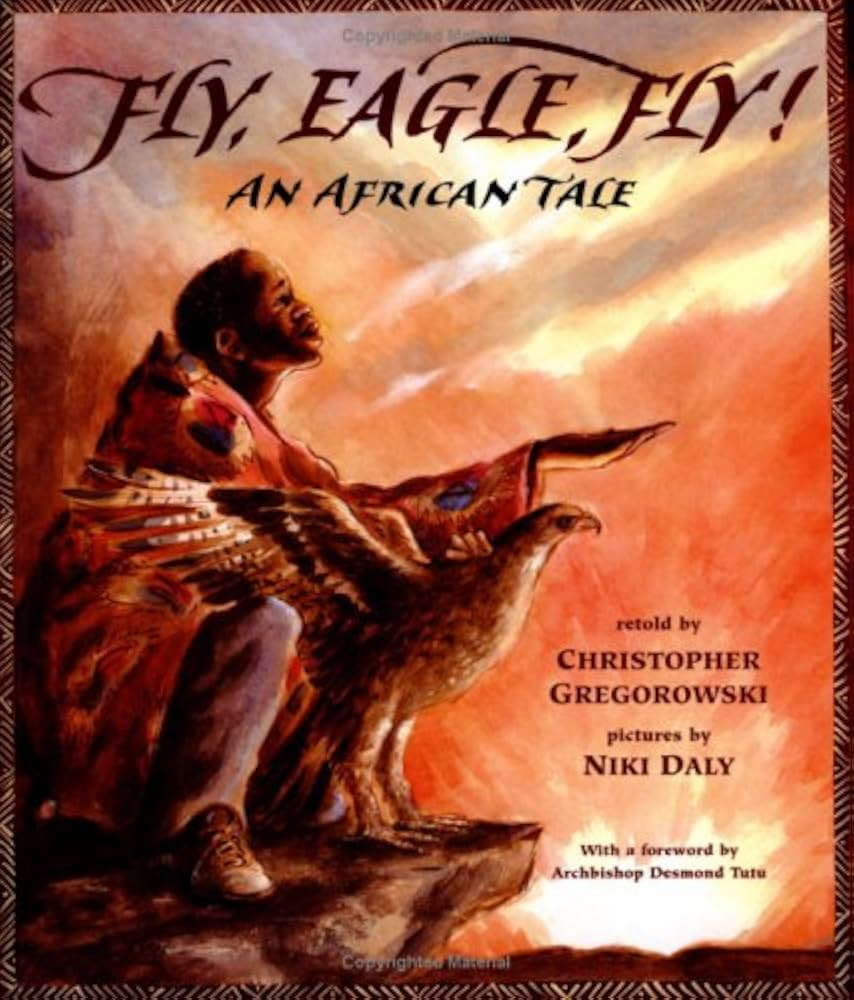 Copyrighted Material
FLY, EAGLE, FLY!
AN AFRICAN TALE
retold by
CHRISTOPHER
GREGOROWSKI
pictures by
NIKI DALY
With a foreword by
Archbishop Desmond Tutu
Copyrighted Material